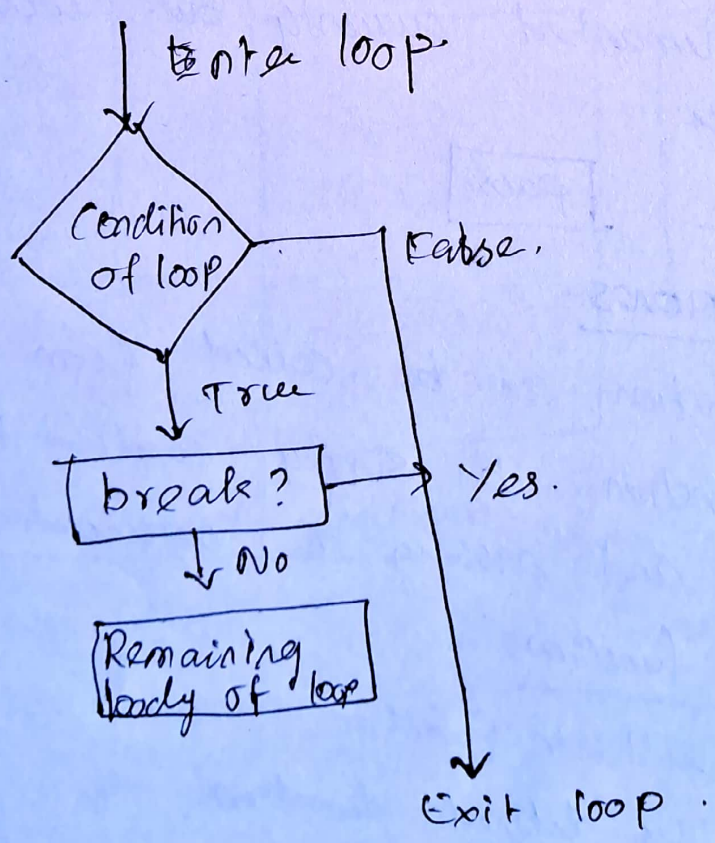 Enter loop.
Condition
of loop
False.
True
break?
Yes.
No
Remaining
body of loop
Exit loop.